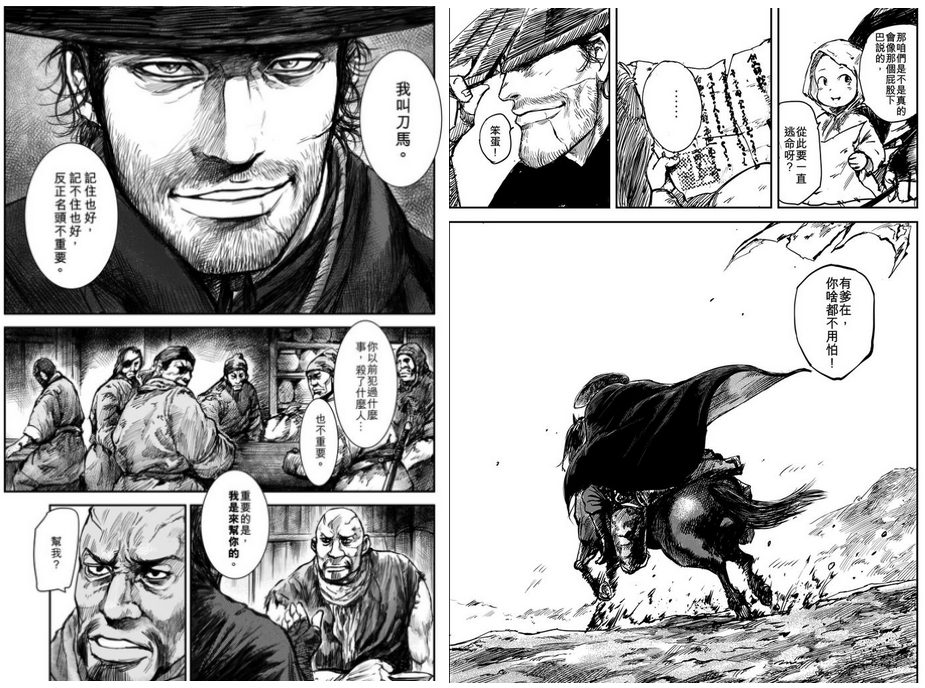 我叫刀馬。
記住也好，
記不住也好，
反正名頭不重要。
你以前犯過什麼
事，殺了什麼人…
也不重要。
重要的是，
我是來幫你的。
幫我？
那咱們是不是真的
會像那個屁股下
巴説的，
從此要一直
逃命呀？
……
笨蛋！
有爹在，
你啥都不用怕！